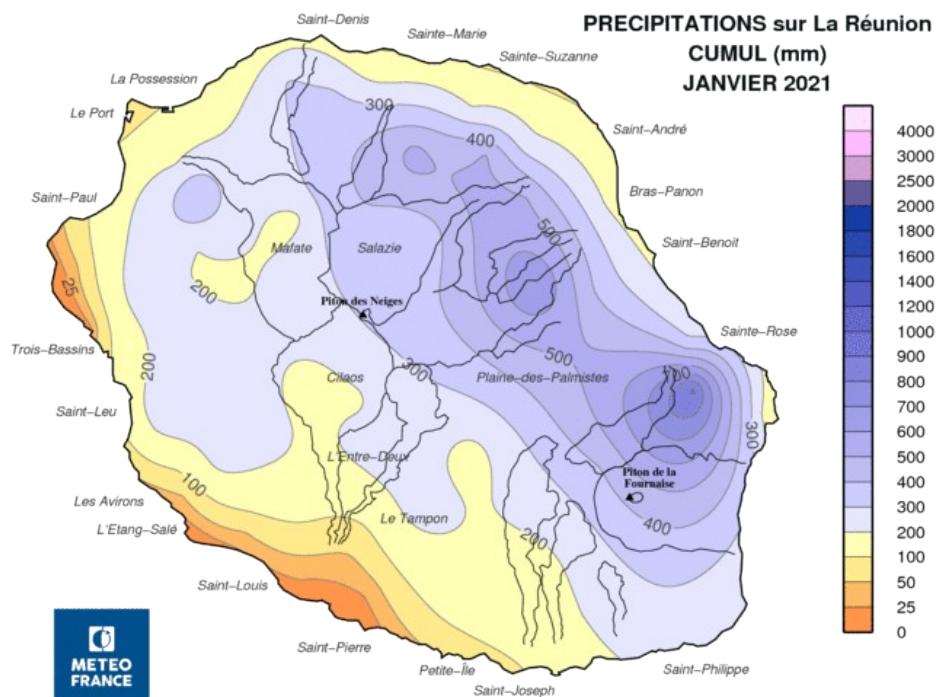 PRECIPITATIONS sur La Réunion
CUMUL (mm)
JANVIER 2021
Saint-Denis
Sainte-Marie
Sainte-Suzanne
La Possession
Le Port
300
400
Saint-André
Saint-Paul
Bras-Panon
500
Saint-Benoit
Mafate
Salazie
25
200
Piton des Neiges
Sainte-Rose
Trois-Bassins
200
300
500
700
Cilaos
Plaine-des-Palmistes
Saint-Leu
300
L'Entre-Deux
100
Piton de la
Fournaise
Les Avirons
Le Tampon
L'Etang-Salé
400
200
Saint-Louis
Saint-Pierre
Petite-Île
Saint-Joseph
Saint-Philippe
4000
3000
2500
2000
1800
1600
1400
1200
1000
900
800
700
600
500
400
300
200
100
50
25
0
METEO
FRANCE